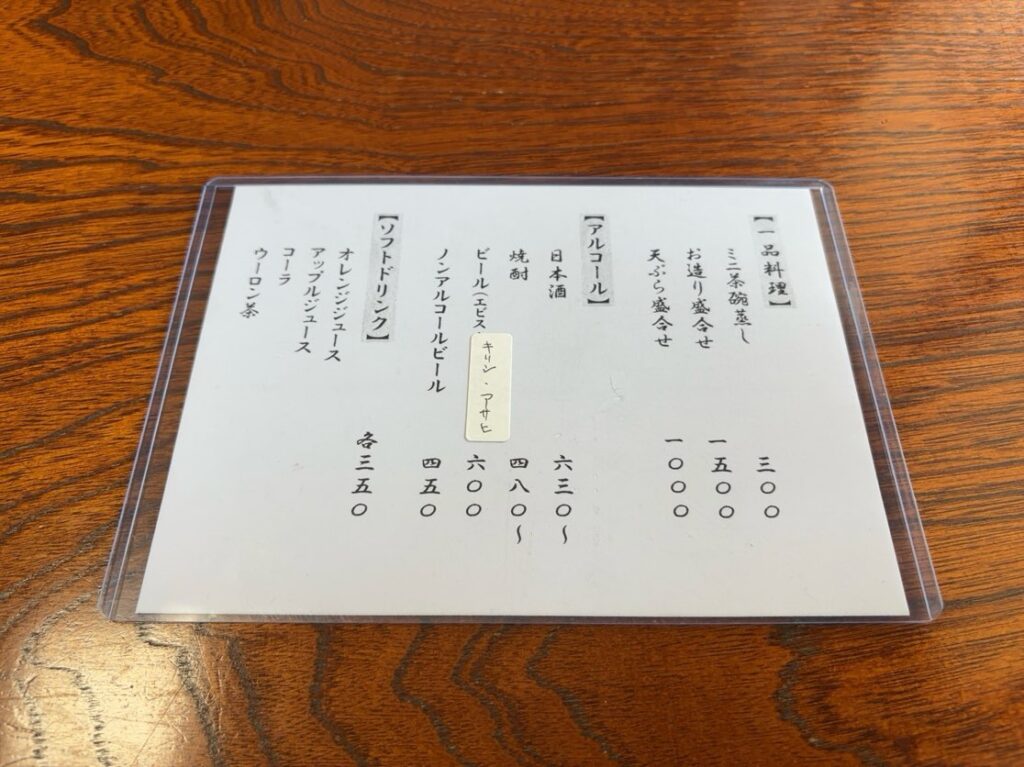 【一品料理】
ミニ茶碗蒸し 三〇〇
お造り盛合せ 一五〇〇
天ぷら盛合せ 一〇〇〇
【アルコール】
日本酒 六三〇～
焼酎 四八〇～
ビール（エビス・キリン・アサヒ 六〇〇
ノンアルコールビール 四五〇
【ソフトドリンク】 各三五〇
オレンジジュース
アップルジュース
コーラ
ウーロン茶